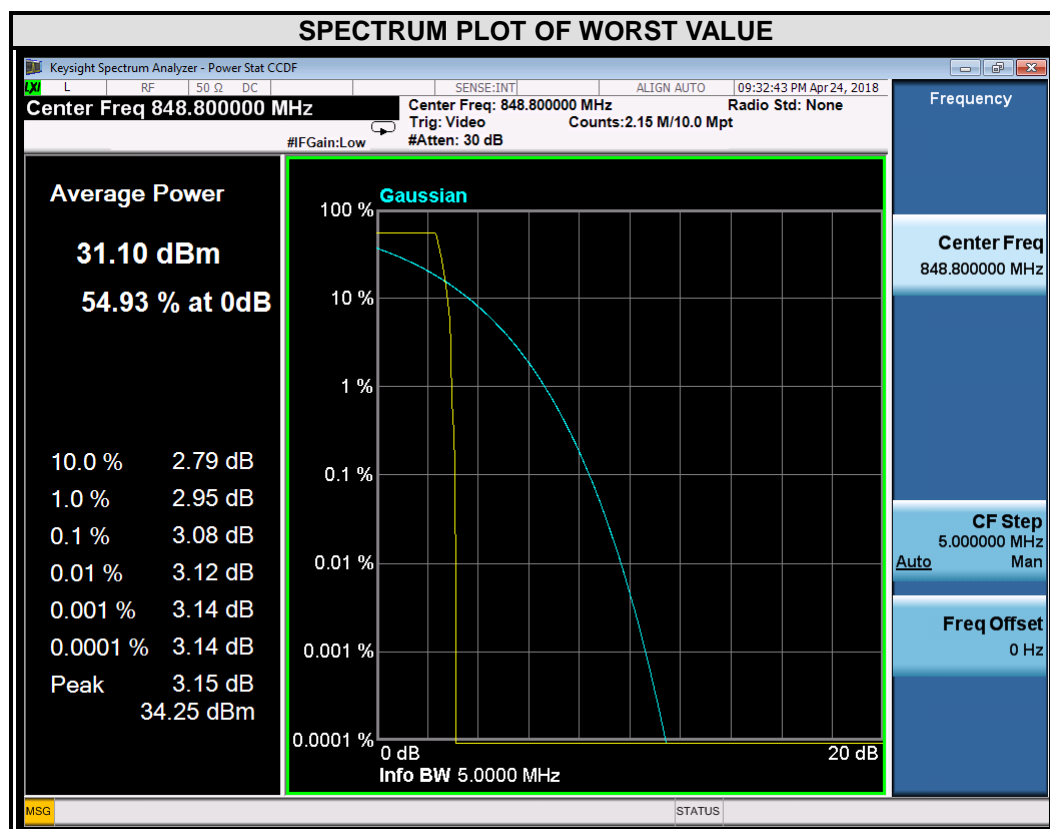 SPECTRUM PLOT OF WORST VALUE
Keysight Spectrum Analyzer - Power Stat CCDF
LXI L RF 50 Ω DC SENSE:INT ALIGN AUTO 09:32:43 PM Apr 24, 2018
Center Freq 848.800000 MHz
#IFGain:Low
Center Freq: 848.800000 MHz Radio Std: None
Trig: Video Counts:2.15 M/10.0 Mpt
#Atten: 30 dB
Average Power
31.10 dBm
54.93 % at 0dB
10.0 % 2.79 dB
1.0 % 2.95 dB
0.1 % 3.08 dB
0.01 % 3.12 dB
0.001 % 3.14 dB
0.0001 % 3.14 dB
Peak 3.15 dB
34.25 dBm
Gaussian
100 %
10 %
1 %
0.1 %
0.01 %
0.001 %
0.0001 %
0 dB 20 dB
Info BW 5.0000 MHz
Frequency
Center Freq
848.800000 MHz
CF Step
5.000000 MHz
Auto Man
Freq Offset
0 Hz
MSG STATUS